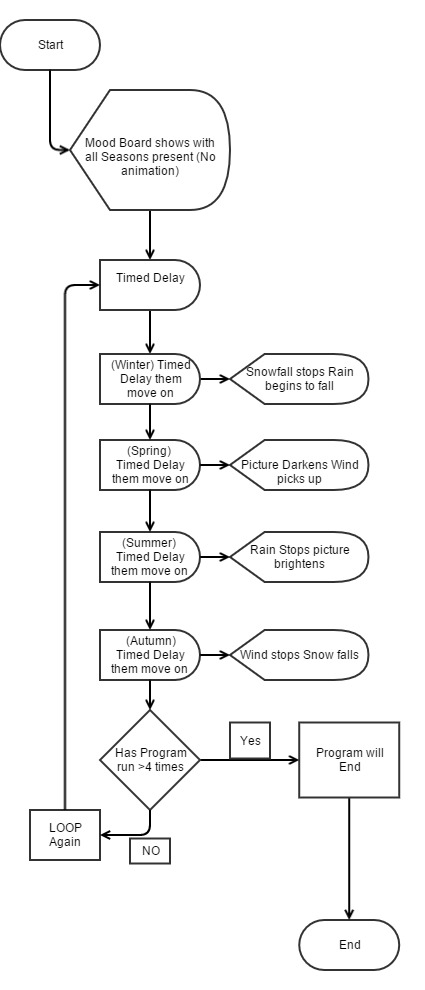 Start
Mood Board shows with
all Seasons present (No
animation)
Timed Delay
(Winter) Timed
Delay them
move on
Snowfall stops Rain
begins to fall
(Spring)
Timed Delay
them move on
Picture Darkens Wind
picks up
(Summer)
Timed Delay
them move on
Rain Stops picture
brightens
(Autumn)
Timed Delay
them move on
Wind stops Snow falls
Has Program
run >4 times
Yes
Program will
End
LOOP
Again
NO
End